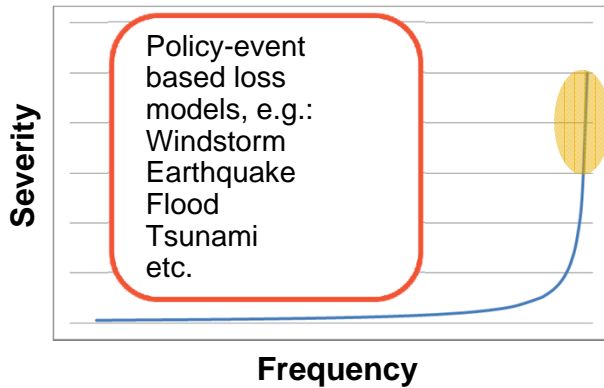 Policy-event
based loss
models, e.g.:
Windstorm
Earthquake
Flood
Tsunami
etc.
Severity
Frequency